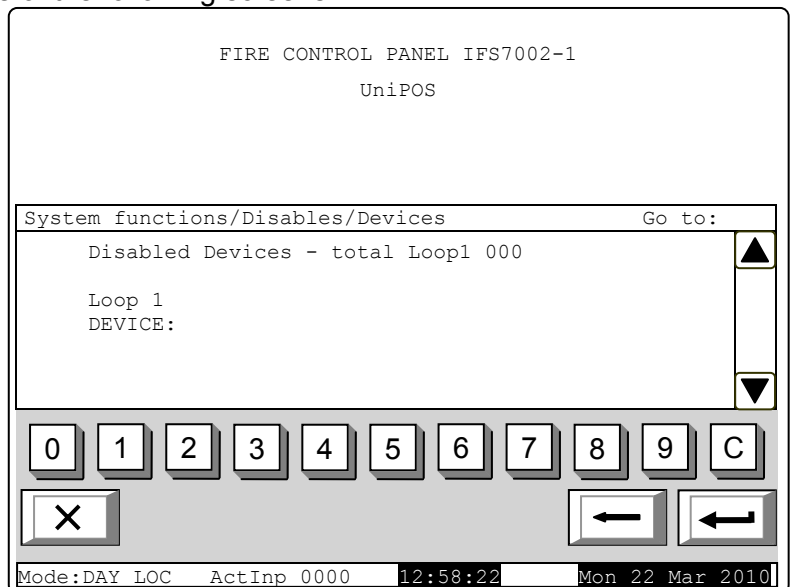 FIRE CONTROL PANEL IFS7002-1
UniPOS
System functions/Disables/Devices Go to:
Disabled Devices - total Loop1 000
Loop 1
DEVICE:
0 1 2 3 4 5 6 7 8 9 C
Mode:DAY LOC ActInp 0000 12:58:22 Mon 22 Mar 2010